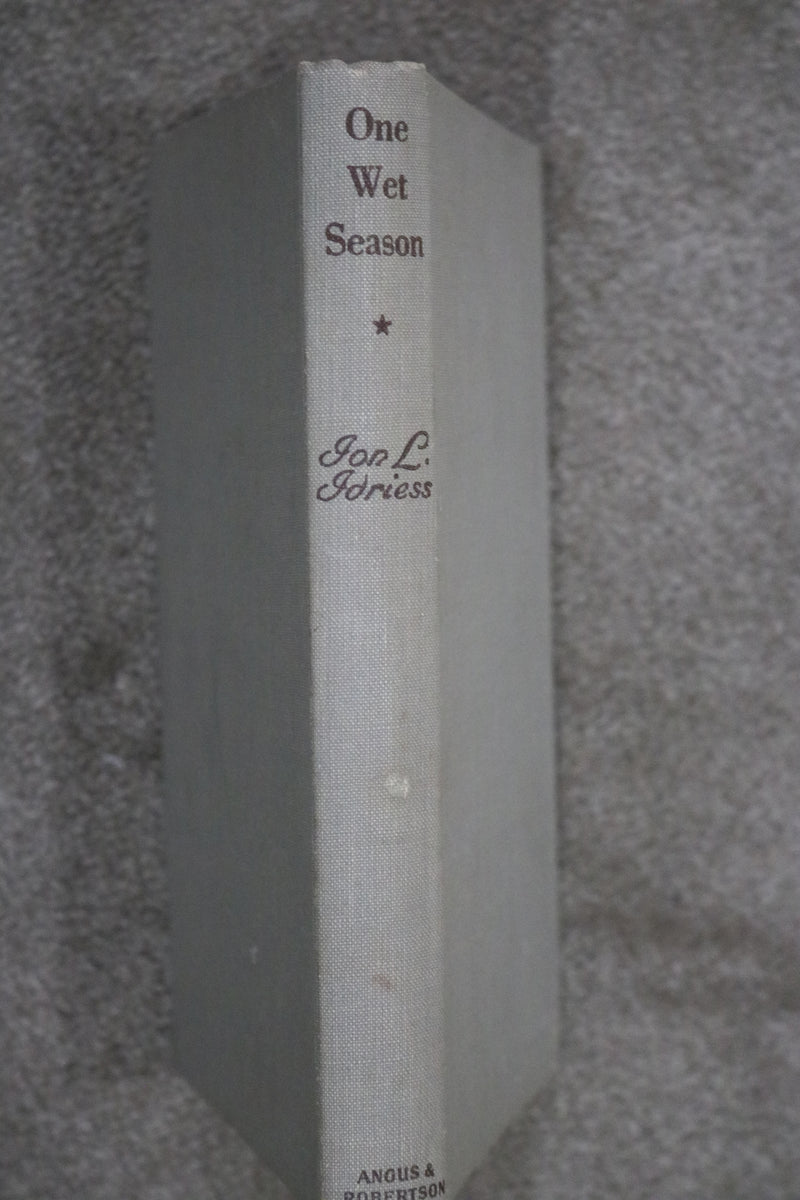 One
Wet
Season
★
Ion L.
Idriess
ANGUS &
ROBERTSON